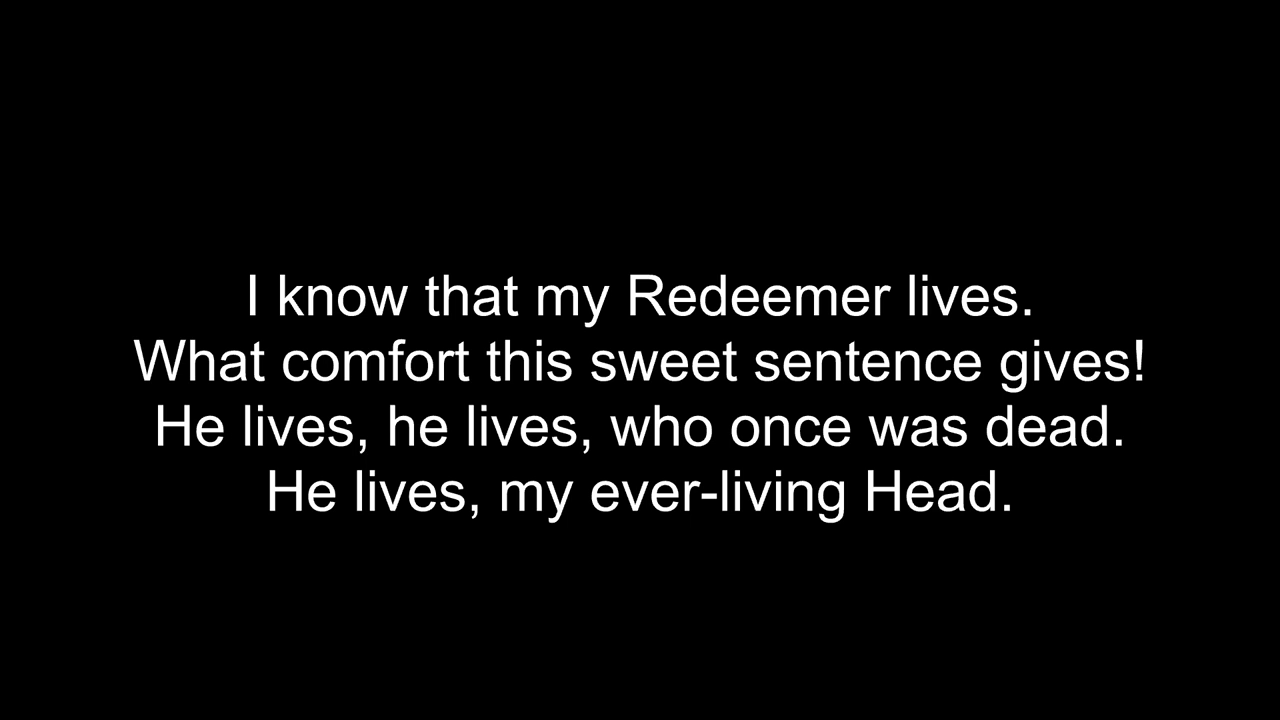 I know that my Redeemer lives.
What comfort this sweet sentence gives!
He lives, he lives, who once was dead.
He lives, my ever-living Head.